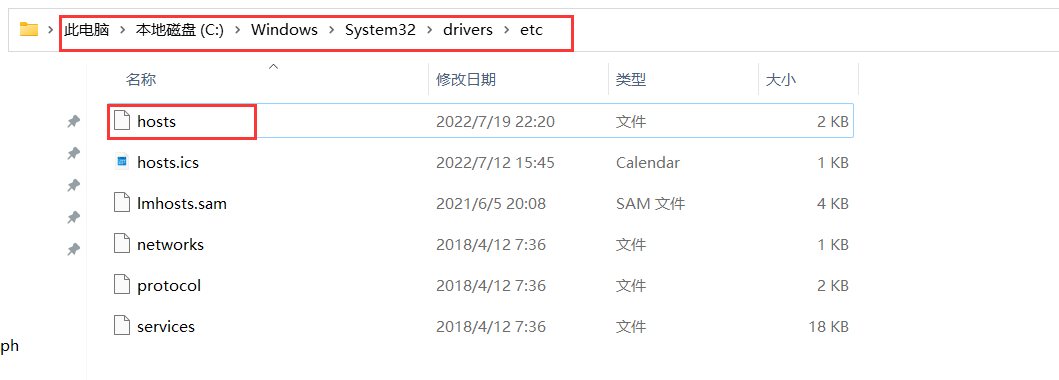 此电脑 > 本地磁盘 (C:) > Windows > System32 > drivers > etc
名称 修改日期 类型 大小
hosts 2022/7/19 22:20 文件 2 KB
hosts.ics 2022/7/12 15:45 Calendar 1 KB
lmhosts.sam 2021/6/5 20:08 SAM 文件 4 KB
networks 2018/4/12 7:36 文件 1 KB
protocol 2018/4/12 7:36 文件 2 KB
services 2018/4/12 7:36 文件 18 KB
ph